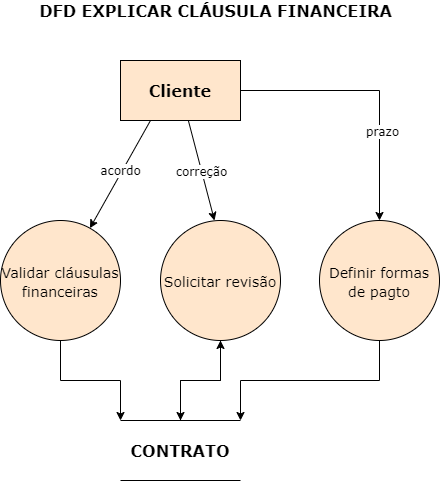 DFD EXPLICAR CLÁUSULA FINANCEIRA
Cliente
prazo
acordo
correção
Validar cláusulas
financeiras
Solicitar revisão
Definir formas
de pagto
CONTRATO